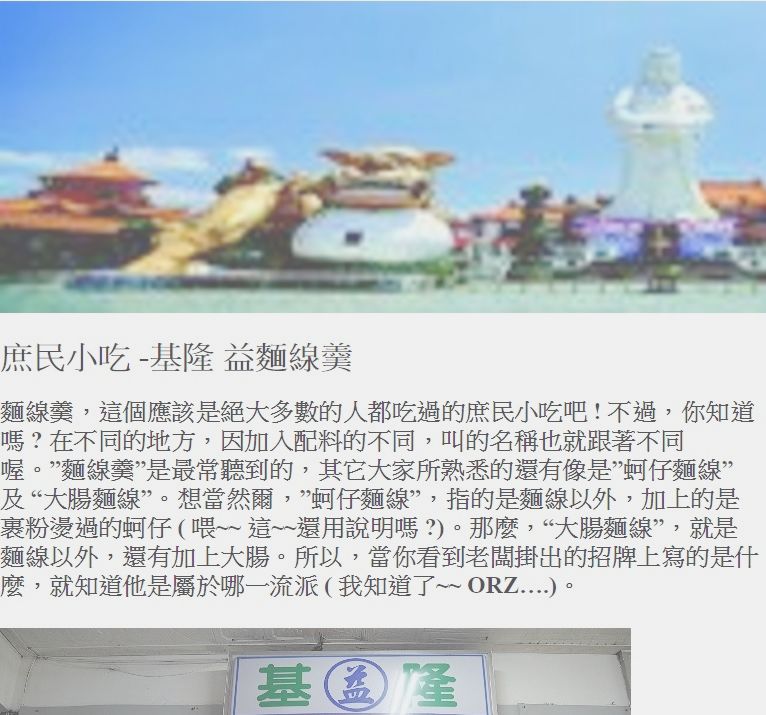 庶民小吃 -基隆 益麵線羹
麵線羹，這個應該是絕大多數的人都吃過的庶民小吃吧 ! 不過，你知道
嗎 ? 在不同的地方，因加入配料的不同，叫的名稱也就跟著不同
喔。”麵線羹”是最常聽到的，其它大家所熟悉的還有像是”蚵仔麵線”
及 “大腸麵線”。想當然爾，”蚵仔麵線”，指的是麵線以外，加上的是
裹粉燙過的蚵仔 ( 喂~~ 這~~還用說明嗎 ?)。那麼，“大腸麵線”，就是
麵線以外，還有加上大腸。所以，當你看到老闆掛出的招牌上寫的是什
麼，就知道他是屬於哪一流派 ( 我知道了~~ ORZ….)。
基益隆